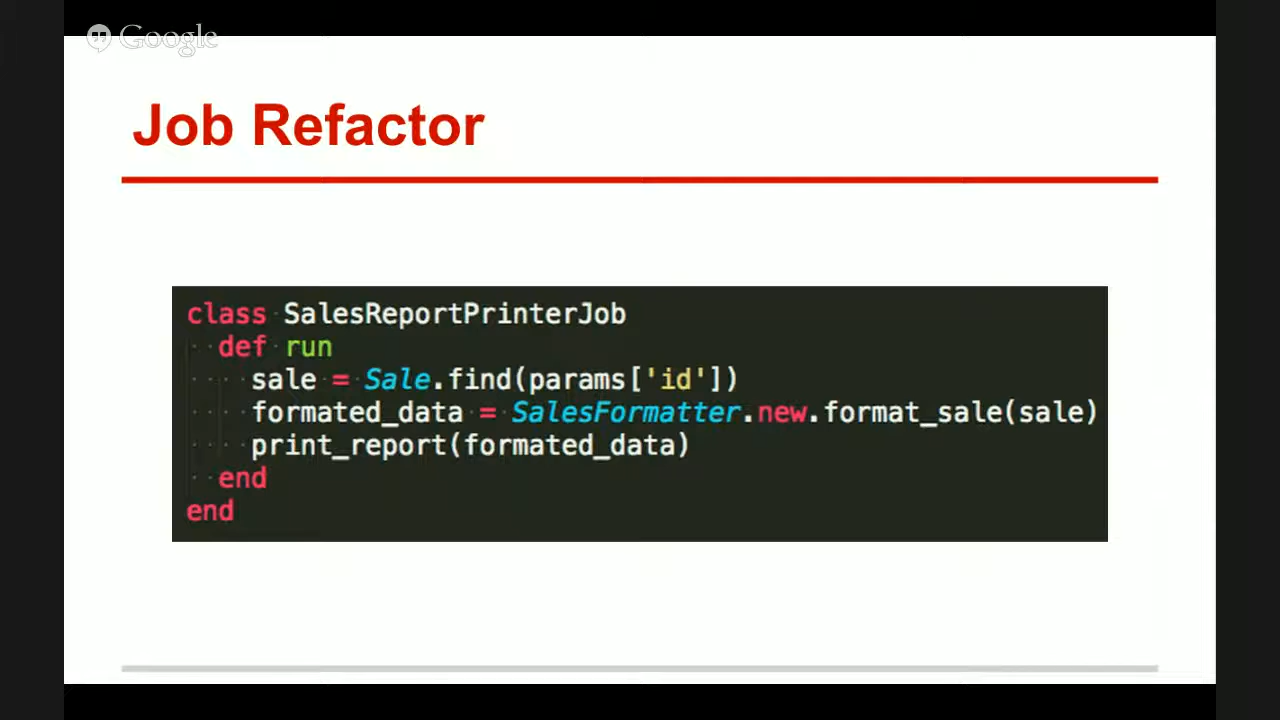 Google
Job Refactor
class SalesReportPrinterJob
def run
sale = Sale.find(params['id'])
formated_data = SalesFormatter.new.format_sale(sale)
print_report(formated_data)
end
end